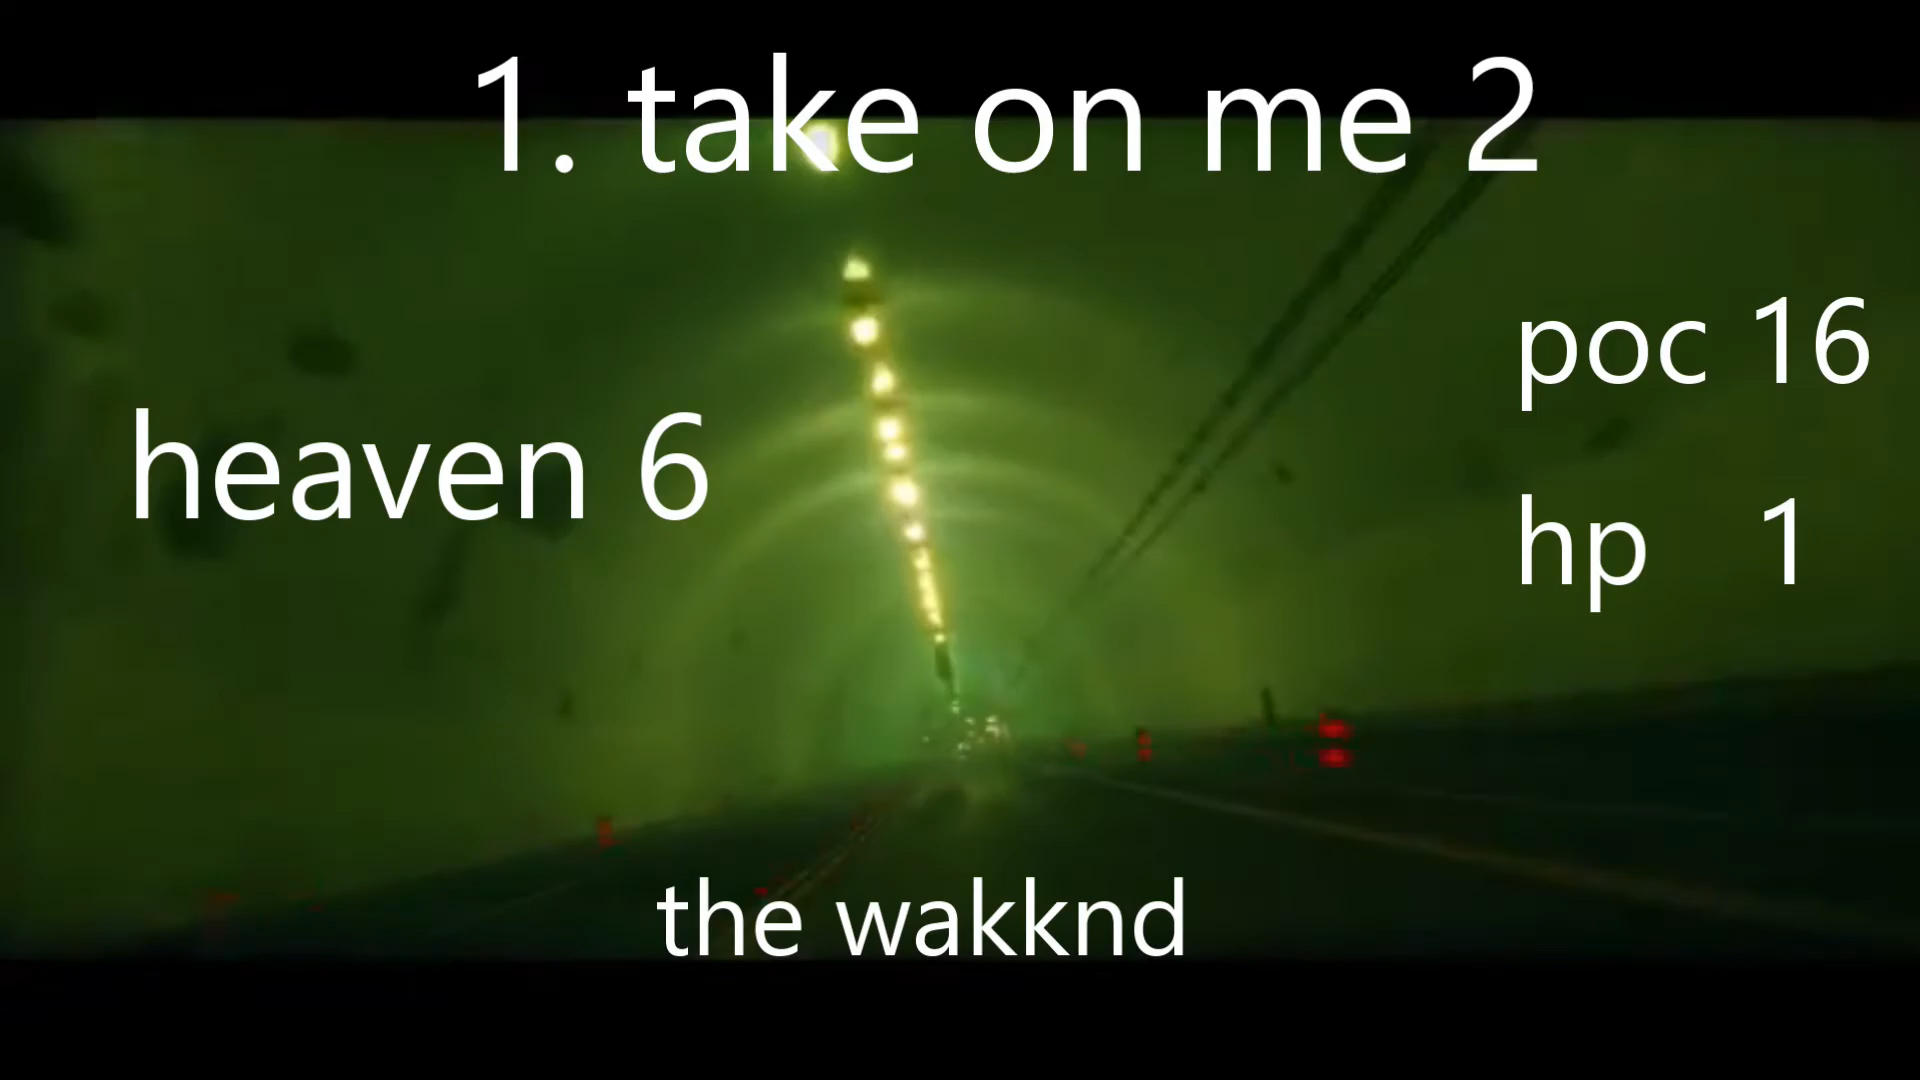 1. take on me 2
poc 16
heaven 6
hp 1
the wakknd